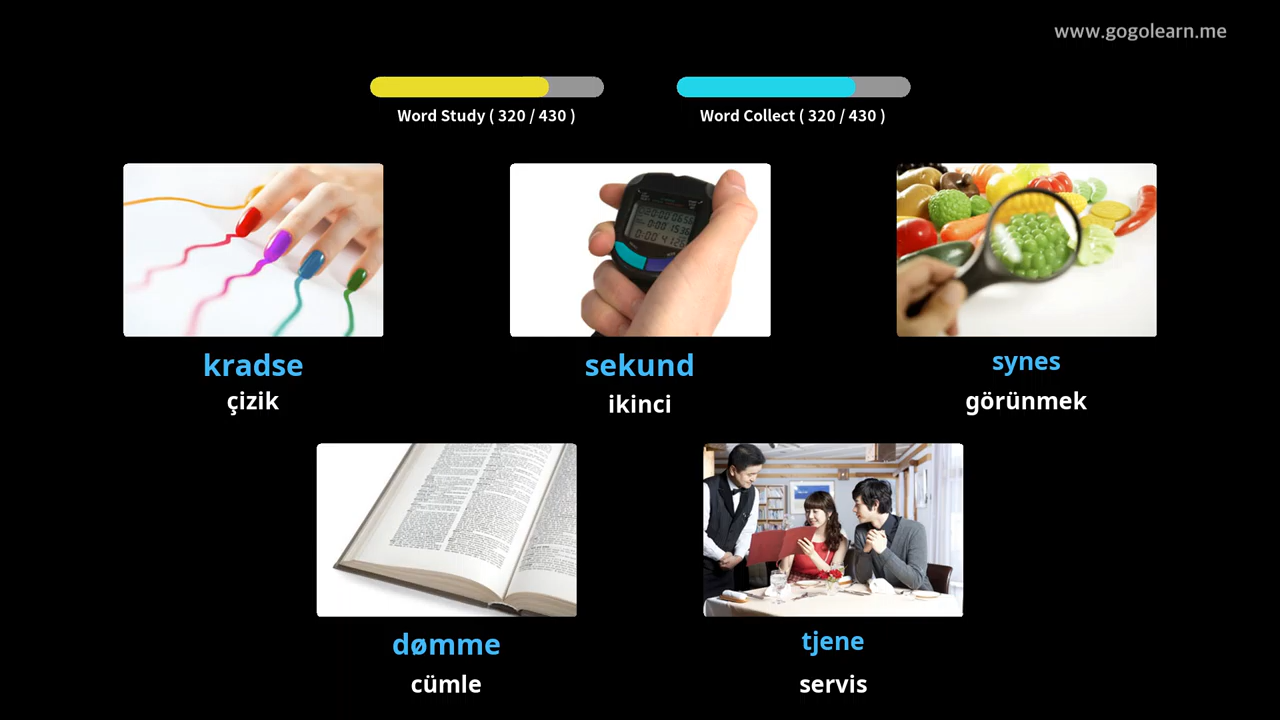 www.gogolearn.me
Word Study ( 320 / 430 )
Word Collect ( 320 / 430 )
kradse
çizik
sekund
ikinci
synes
görünmek
dømme
cümle
tjene
servis